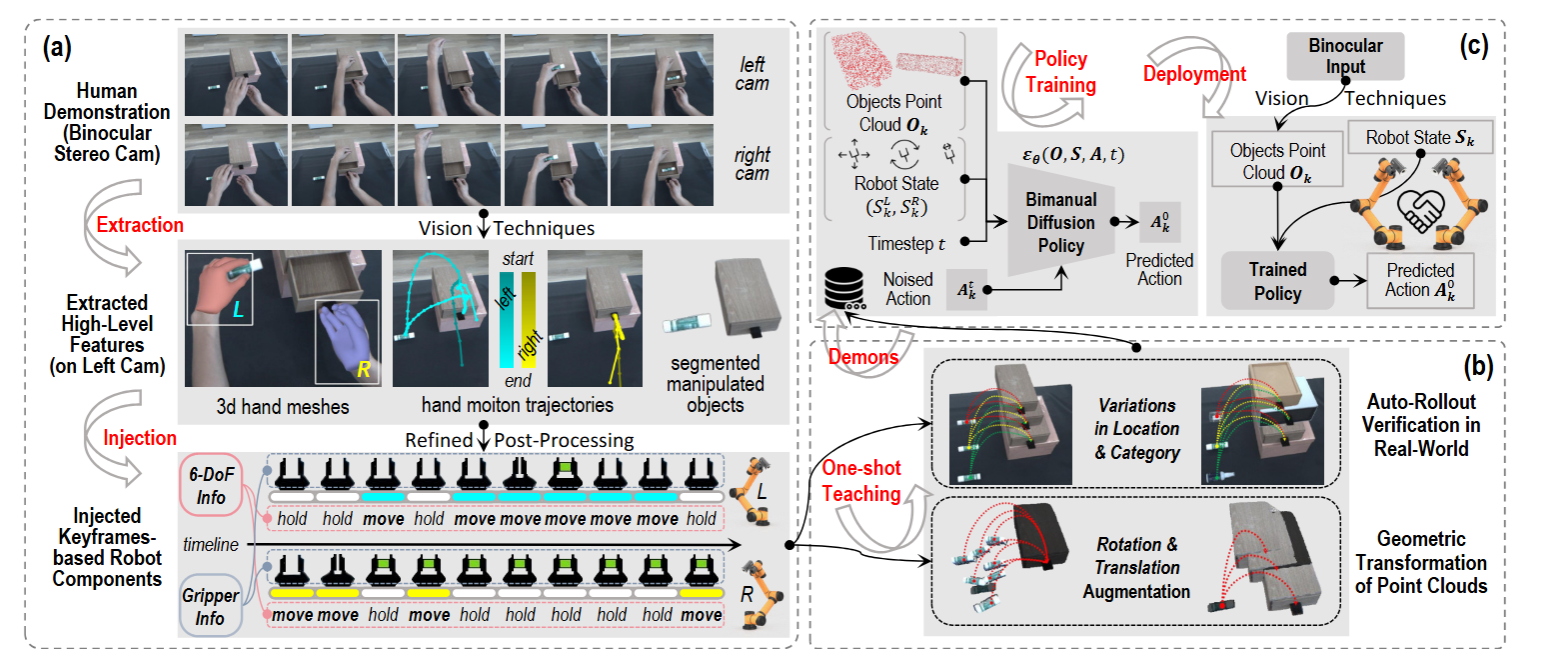 (a)
Human
Demonstration
(Binocular
Stereo Cam)
left
cam
right
cam
Extraction
Vision Techniques
Extracted
High-Level
Features
(on Left Cam)
L
R
3d hand meshes
start
left
right
end
hand moiton trajectories
segmented
manipulated
objects
Injection
Refined Post-Processing
Injected
Keyframes-
based Robot
Components
6-DoF
Info
L
hold hold move hold move move move move move hold
timeline
Gripper
Info
R
move move hold move hold hold hold hold hold move
(c)
Objects Point
Cloud O_k
Robot State
(S_k^L, S_k^R)
Timestep t
Noised
Action
A_k^t
Policy
Training
ε_θ(O, S, A, t)
Bimanual
Diffusion
Policy
A_k^0
Predicted
Action
Deployment
Binocular
Input
Vision Techniques
Objects Point
Cloud O_k
Robot State S_k
Trained
Policy
Predicted
Action A_k^0
Demons
(b)
One-shot
Teaching
Variations
in Location
& Category
Auto-Rollout
Verification in
Real-World
Rotation &
Translation
Augmentation
Geometric
Transformation
of Point Clouds